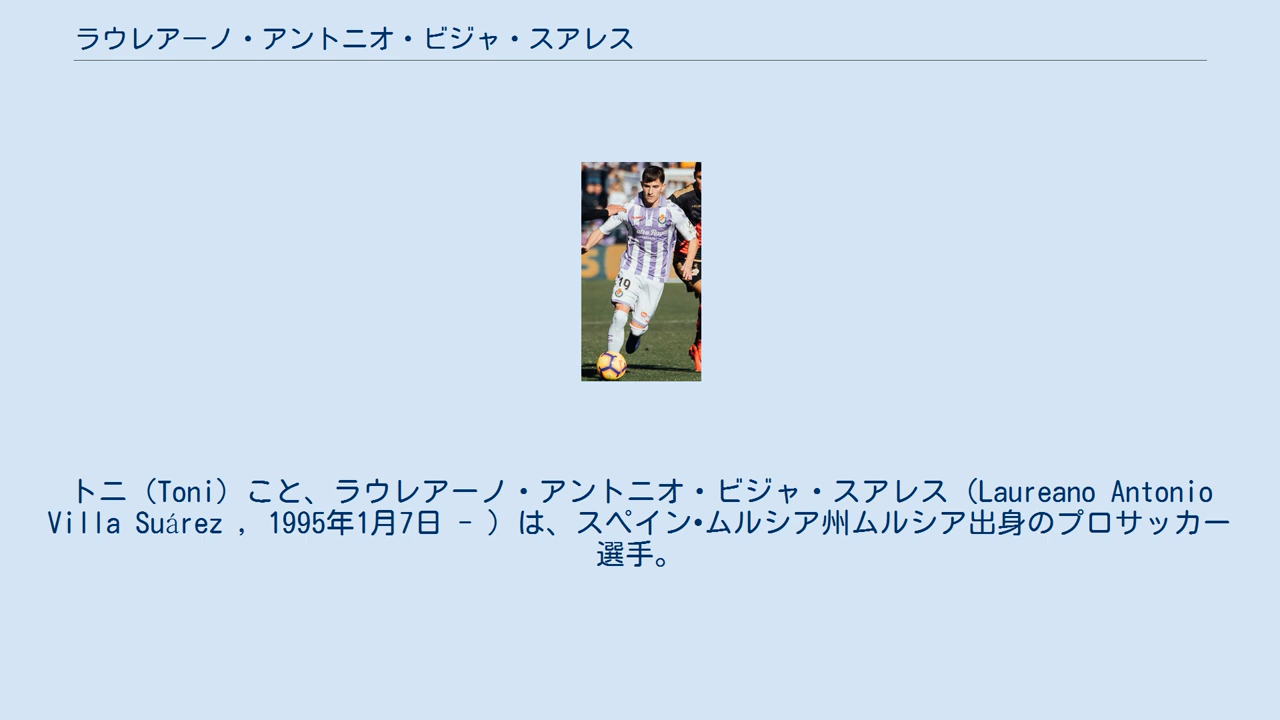 ラウレアーノ・アントニオ・ビジャ・スアレス
19
トニ（Toni）こと、ラウレアーノ・アントニオ・ビジャ・スアレス（Laureano Antonio
Villa Suárez , 1995年1月7日 - ）は、スペイン•ムルシア州ムルシア出身のプロサッカー
選手。